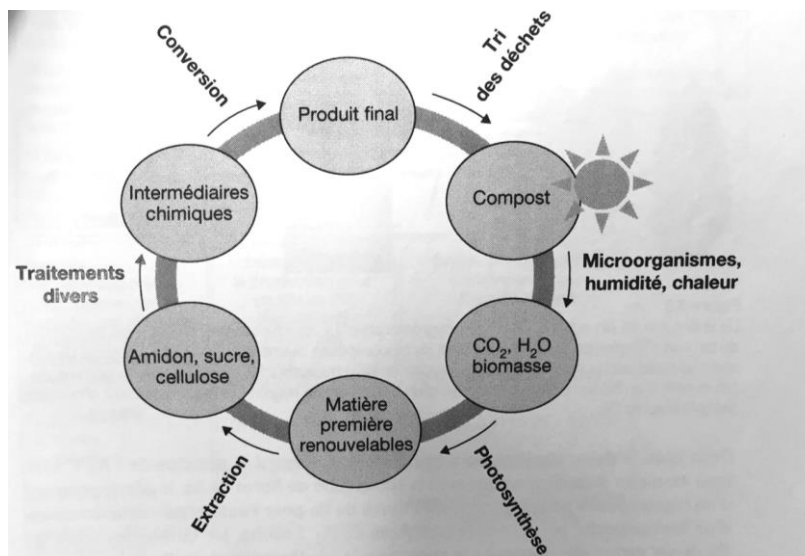 Conversion
Produit final
Tri
des déchets
Compost
Microorganismes,
humidité, chaleur
CO₂, H₂O
biomasse
Photosynthèse
Matière
première
renouvelables
Extraction
Amidon, sucre,
cellulose
Traitements
divers
Intermédiaires
chimiques